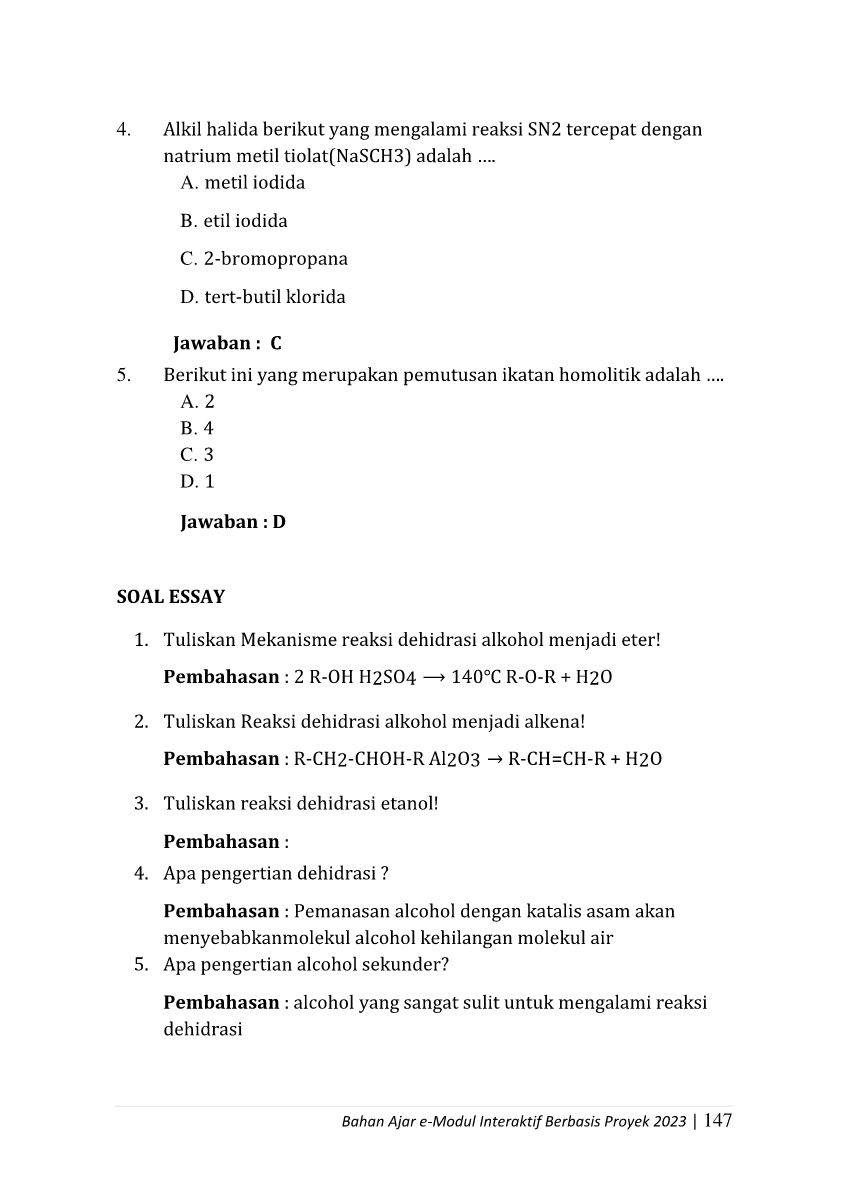 4. Alkil halida berikut yang mengalami reaksi SN2 tercepat dengan
natrium metil tiolat(NaSCH3) adalah ....
A. metil iodida
B. etil iodida
C. 2-bromopropana
D. tert-butil klorida
Jawaban : C
5. Berikut ini yang merupakan pemutusan ikatan homolitik adalah ....
A. 2
B. 4
C. 3
D. 1
Jawaban : D
SOAL ESSAY
1. Tuliskan Mekanisme reaksi dehidrasi alkohol menjadi eter!
Pembahasan : 2 R-OH H2SO4 ⟶ 140℃ R-O-R + H2O
2. Tuliskan Reaksi dehidrasi alkohol menjadi alkena!
Pembahasan : R-CH2-CHOH-R Al2O3 → R-CH=CH-R + H2O
3. Tuliskan reaksi dehidrasi etanol!
Pembahasan :
4. Apa pengertian dehidrasi ?
Pembahasan : Pemanasan alcohol dengan katalis asam akan
menyebabkanmolekul alcohol kehilangan molekul air
5. Apa pengertian alcohol sekunder?
Pembahasan : alcohol yang sangat sulit untuk mengalami reaksi
dehidrasi
Bahan Ajar e-Modul Interaktif Berbasis Proyek 2023 | 147